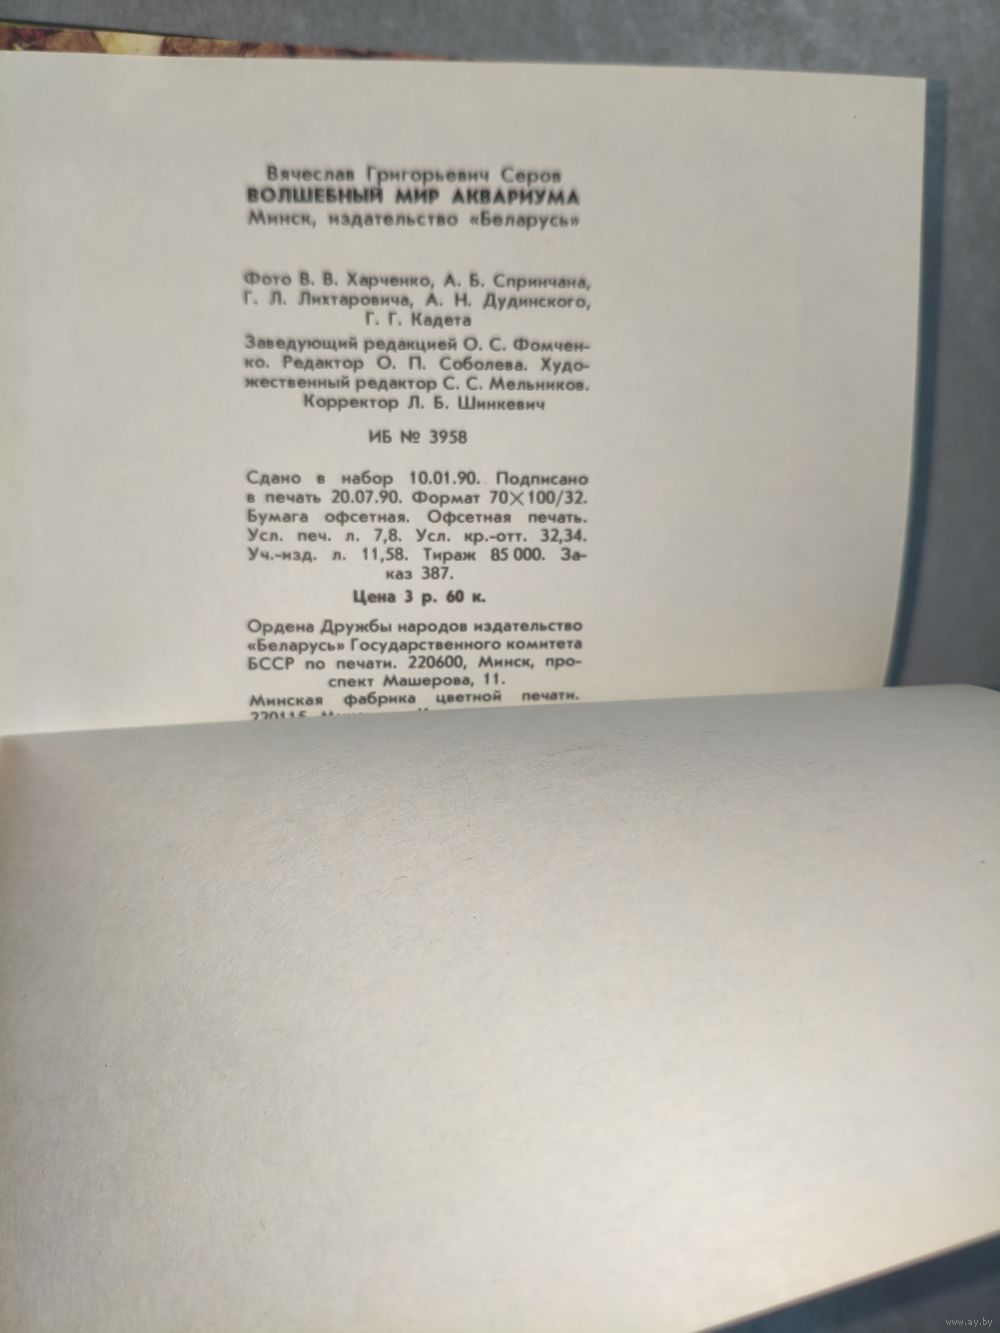 Вячеслав Григорьевич Серов
ВОЛШЕБНЫЙ МИР АКВАРИУМА
Минск, издательство «Беларусь»
Фото В. В. Харченко, А. Б. Спринчана,
Г. Л. Лихтаровича, А. Н. Дудинского,
Г. Г. Кадета
Заведующий редакцией О. С. Фомчен-
ко. Редактор О. П. Соболева. Худо-
жественный редактор С. С. Мельников.
Корректор Л. Б. Шинкевич
ИБ № 3958
Сдано в набор 10.01.90. Подписано
в печать 20.07.90. Формат 70×100/32.
Бумага офсетная. Офсетная печать.
Усл. печ. л. 7,8. Усл. кр.-отт. 32,34.
Уч.-изд. л. 11,58. Тираж 85 000. За-
каз 387.
Цена 3 р. 60 к.
Ордена Дружбы народов издательство
«Беларусь» Государственного комитета
БССР по печати. 220600, Минск, про-
спект Машерова, 11.
Минская фабрика цветной печати.
220115
www.ay.by